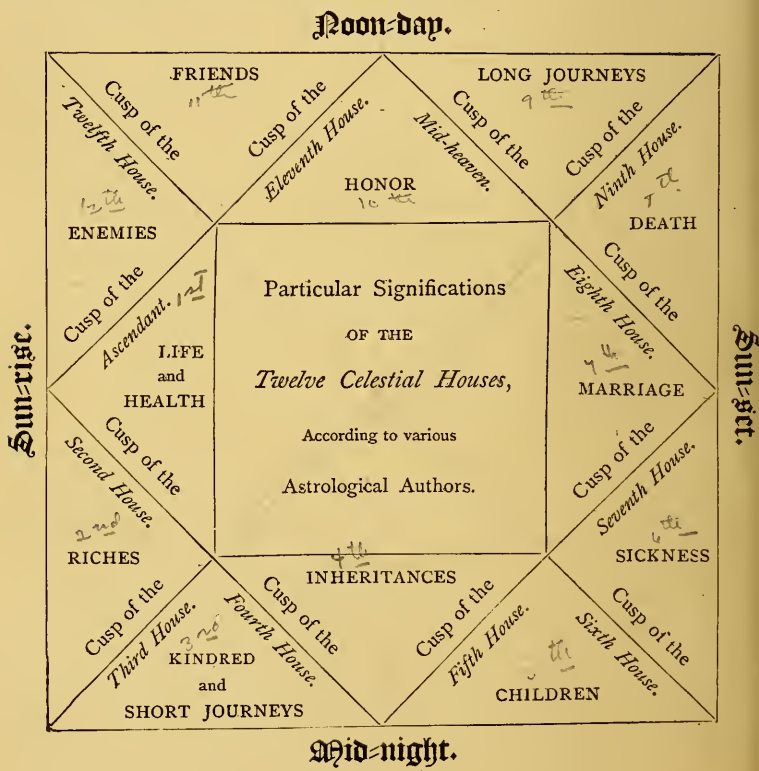 Noon-day.
FRIENDS
11th
LONG JOURNEYS
9th
Cusp of the
Twelfth House.
Cusp of the
Eleventh House.
Cusp of the
Mid-heaven.
Cusp of the
Ninth House.
HONOR
10th
12th
ENEMIES
DEATH
Cusp of the
Ascendant. 1st
Cusp of the
Eighth House.
Particular Significations
OF THE
Twelve Celestial Houses,
According to various
Astrological Authors.
LIFE
and
HEALTH
7th
MARRIAGE
Sun-rise.
Sun-set.
Cusp of the
Second House.
Cusp of the
Seventh House.
2nd
RICHES
6th
SICKNESS
4th
INHERITANCES
Cusp of the
Third House.
Cusp of the
Fourth House.
Cusp of the
Fifth House.
Cusp of the
Sixth House.
3rd
KINDRED
and
SHORT JOURNEYS
th
CHILDREN
Mid-night.